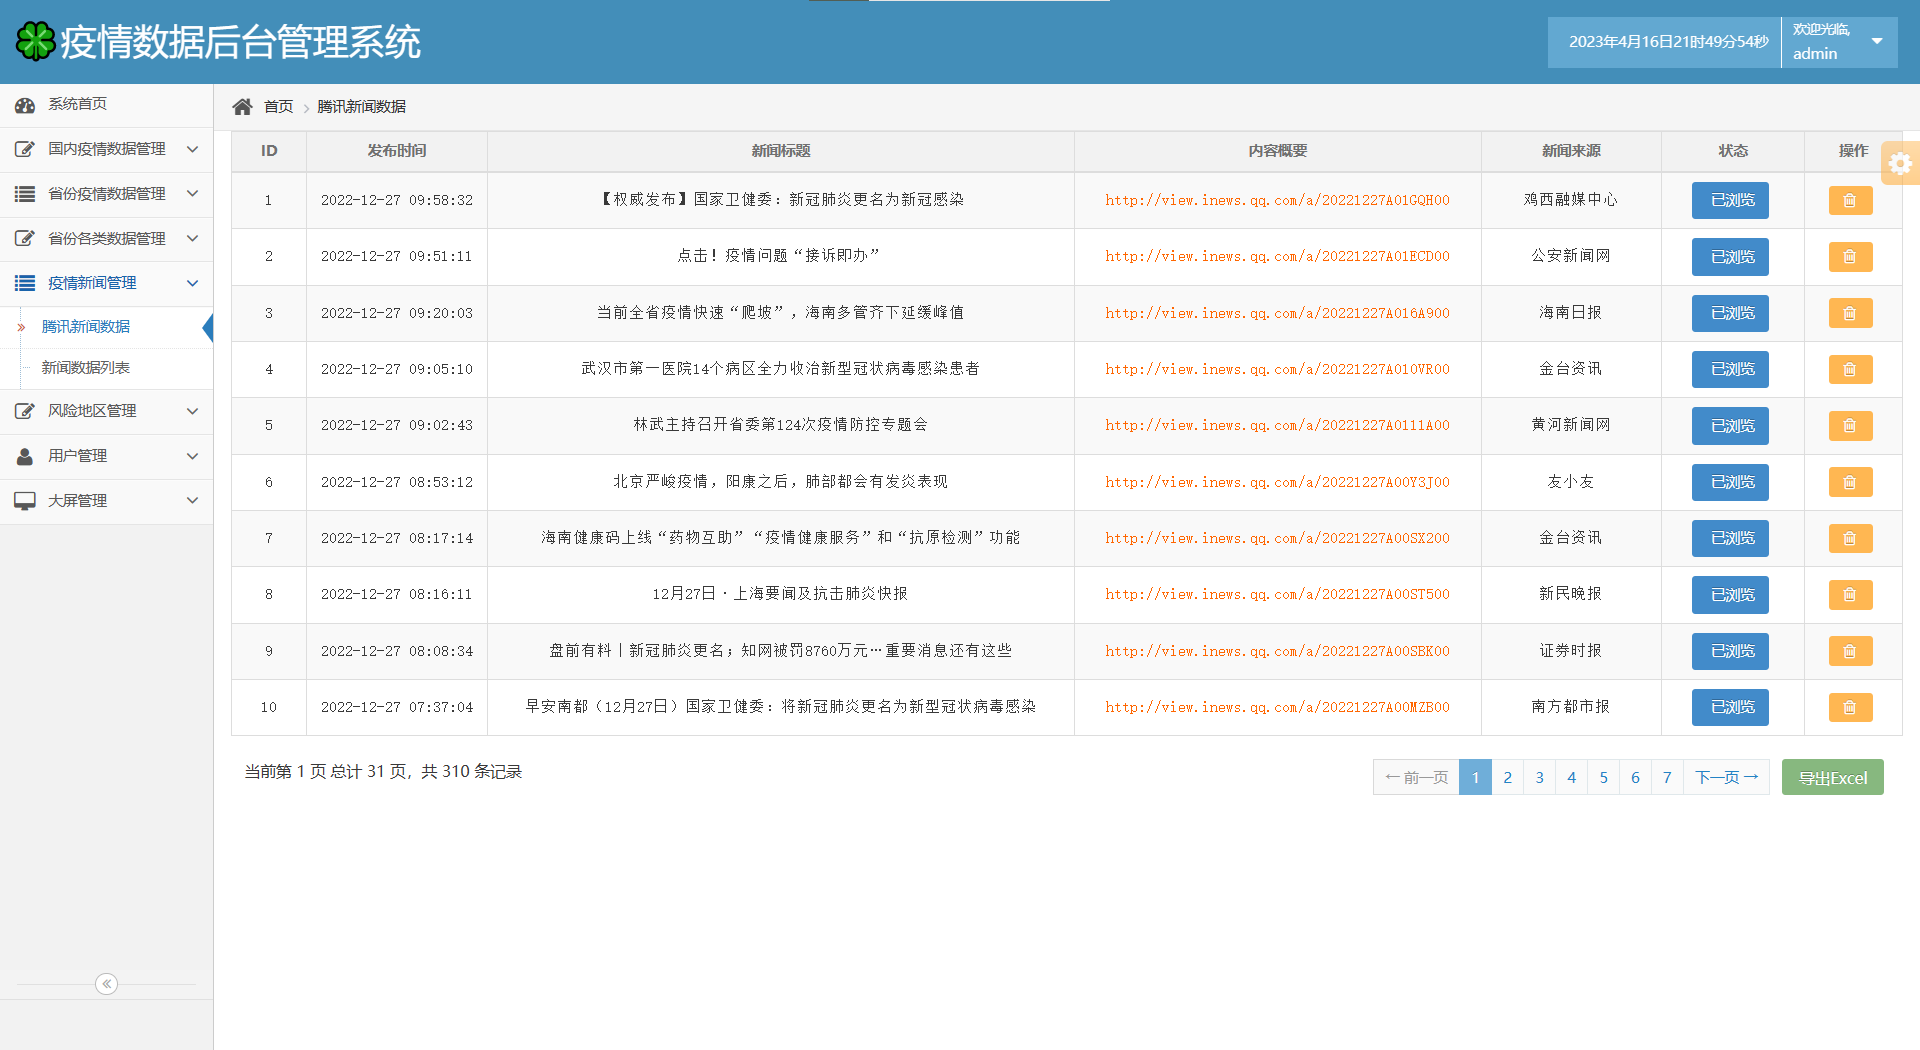 疫情数据后台管理系统
2023年4月16日21时49分54秒
欢迎光临,
admin
系统首页
国内疫情数据管理
省份疫情数据管理
省份各类数据管理
疫情新闻管理
腾讯新闻数据
新闻数据列表
风险地区管理
用户管理
大屏管理
首页 > 腾讯新闻数据
ID 发布时间 新闻标题 内容概要 新闻来源 状态 操作
1 2022-12-27 09:58:32 【权威发布】国家卫健委：新冠肺炎更名为新冠感染 http://view.inews.qq.com/a/20221227A01GQH00 鸡西融媒中心 已浏览
2 2022-12-27 09:51:11 点击！疫情问题“接诉即办” http://view.inews.qq.com/a/20221227A01ECD00 公安新闻网 已浏览
3 2022-12-27 09:20:03 当前全省疫情快速“爬坡”，海南多管齐下延缓峰值 http://view.inews.qq.com/a/20221227A016A900 海南日报 已浏览
4 2022-12-27 09:05:10 武汉市第一医院14个病区全力收治新型冠状病毒感染患者 http://view.inews.qq.com/a/20221227A010VR00 金台资讯 已浏览
5 2022-12-27 09:02:43 林武主持召开省委第124次疫情防控专题会 http://view.inews.qq.com/a/20221227A0111A00 黄河新闻网 已浏览
6 2022-12-27 08:53:12 北京严峻疫情，阳康之后，肺部都会有发炎表现 http://view.inews.qq.com/a/20221227A00Y3J00 友小友 已浏览
7 2022-12-27 08:17:14 海南健康码上线“药物互助”“疫情健康服务”和“抗原检测”功能 http://view.inews.qq.com/a/20221227A00SX200 金台资讯 已浏览
8 2022-12-27 08:16:11 12月27日·上海要闻及抗击肺炎快报 http://view.inews.qq.com/a/20221227A00ST500 新民晚报 已浏览
9 2022-12-27 08:08:34 盘前有料丨新冠肺炎更名；知网被罚8760万元…重要消息还有这些 http://view.inews.qq.com/a/20221227A00SBK00 证券时报 已浏览
10 2022-12-27 07:37:04 早安南都（12月27日）国家卫健委：将新冠肺炎更名为新型冠状病毒感染 http://view.inews.qq.com/a/20221227A00MZB00 南方都市报 已浏览
当前第 1 页 总计 31 页，共 310 条记录
←前一页 1 2 3 4 5 6 7 下一页→ 导出Excel